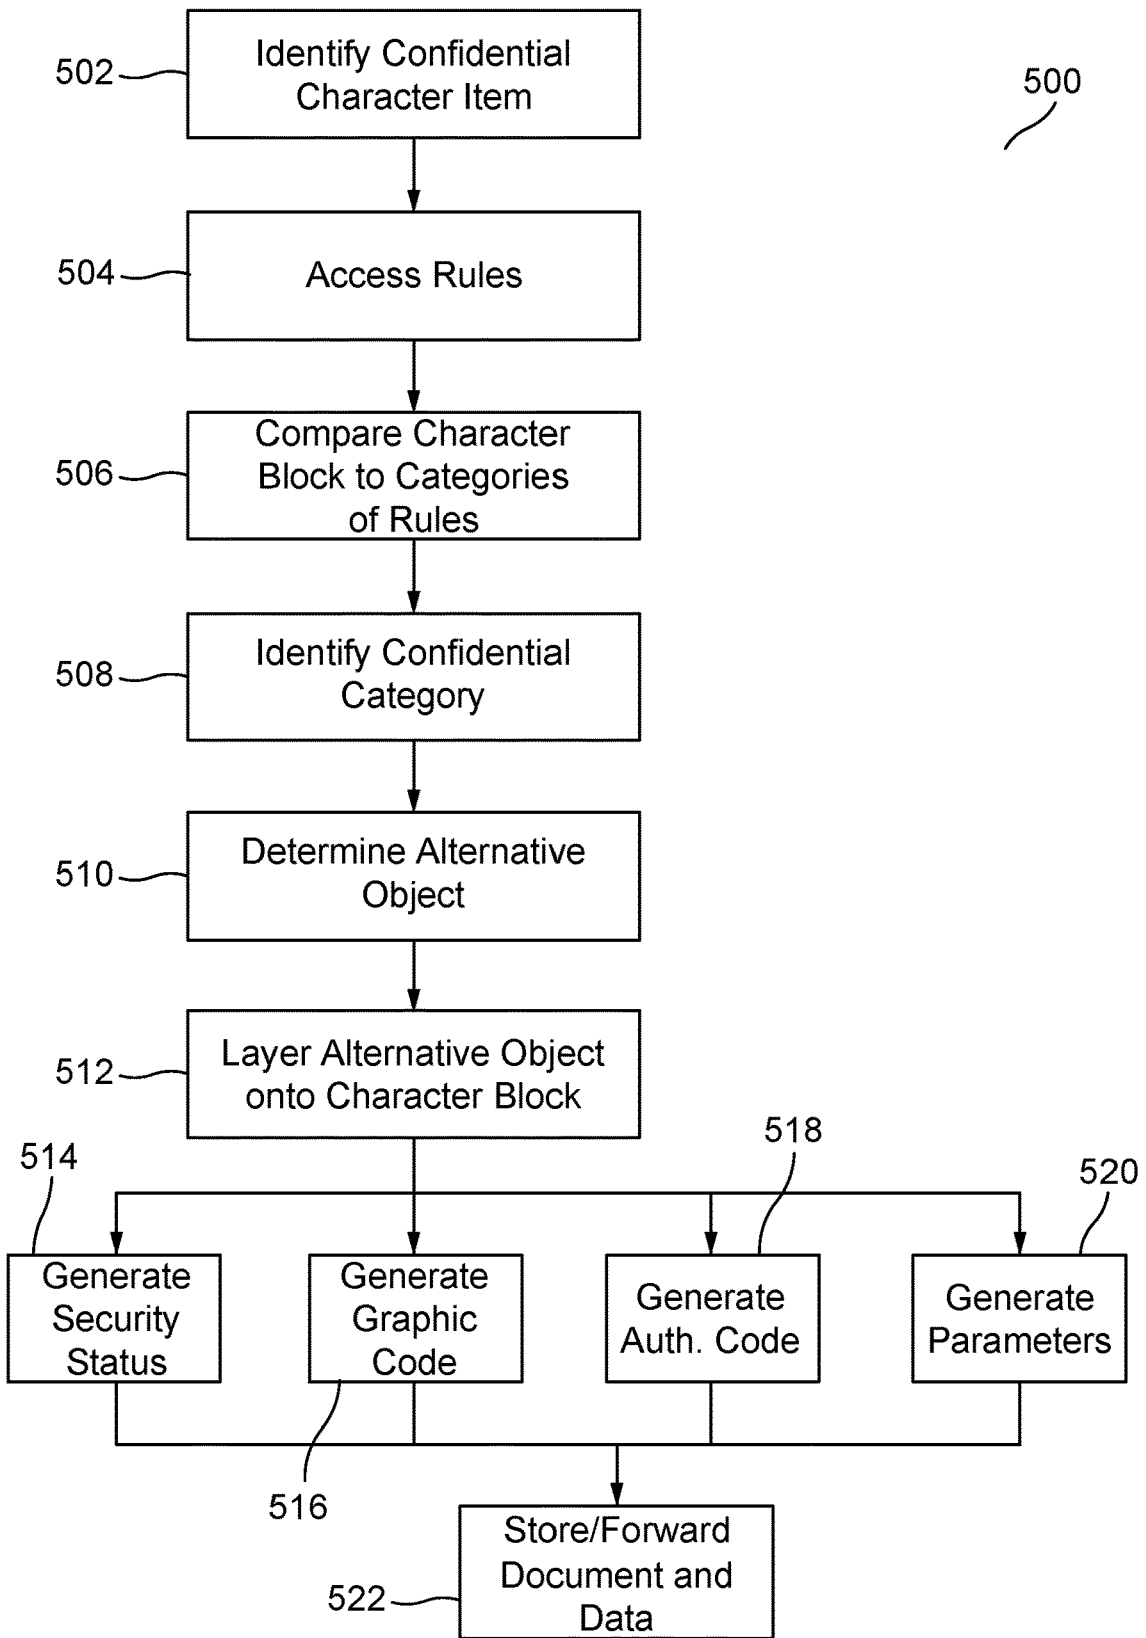 502
Identify Confidential
Character Item
500
504
Access Rules
506
Compare Character
Block to Categories
of Rules
508
Identify Confidential
Category
510
Determine Alternative
Object
512
Layer Alternative Object
onto Character Block
514
518
520
Generate
Security
Status
Generate
Graphic
Code
Generate
Auth. Code
Generate
Parameters
516
522
Store/Forward
Document and
Data